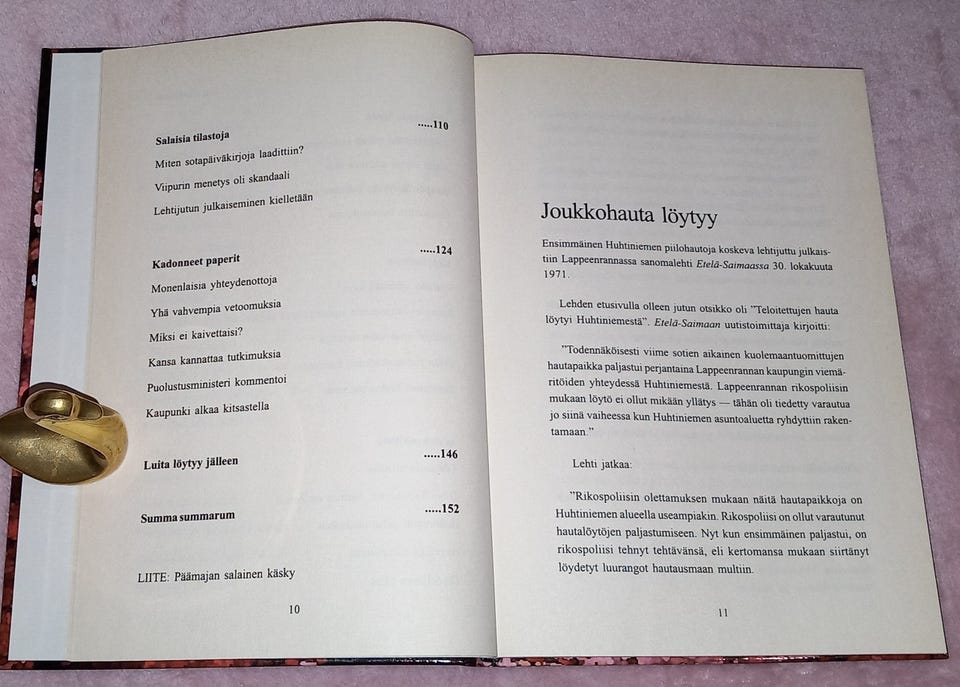 Salaisia tilastoja .....110
Miten sotapäiväkirjoja laadittiin?
Viipurin menetys oli skandaali
Lehtijutun julkaiseminen kielletään
Kadonneet paperit .....124
Monenlaisia yhteydenottoja
Yhä vahvempia vetoomuksia
Miksi ei kaivettaisi?
Kansa kannattaa tutkimuksia
Puolustusministeri kommentoi
Kaupunki alkaa kitsastella
Luita löytyy jälleen .....146
Summa summarum .....152
LIITE: Päämajan salainen käsky
10
Joukkohauta löytyy
Ensimmäinen Huhtiniemen piilohautoja koskeva lehtijuttu julkais-
tiin Lappeenrannassa sanomalehti Etelä-Saimaassa 30. lokakuuta
1971.
Lehden etusivulla olleen jutun otsikko oli ”Teloitettujen hauta
löytyi Huhtiniemestä”. Etelä-Saimaan uutistoimittaja kirjoitti:
”Todennäköisesti viime sotien aikainen kuolemaantuomittujen
hautapaikka paljastui perjantaina Lappeenrannan kaupungin viemä-
ritöiden yhteydessä Huhtiniemestä. Lappeenrannan rikospoliisin
mukaan löytö ei ollut mikään yllätys — tähän oli tiedetty varautua
jo siinä vaiheessa kun Huhtiniemen asuntoaluetta ryhdyttiin raken-
tamaan.”
Lehti jatkaa:
”Rikospoliisin olettamuksen mukaan näitä hautapaikkoja on
Huhtiniemen alueella useampiakin. Rikospoliisi on ollut varautunut
hautalöytöjen paljastumiseen. Nyt kun ensimmäinen paljastui, on
rikospoliisi tehnyt tehtävänsä, eli kertomansa mukaan siirtänyt
löydetyt luurangot hautausmaan multiin.
11